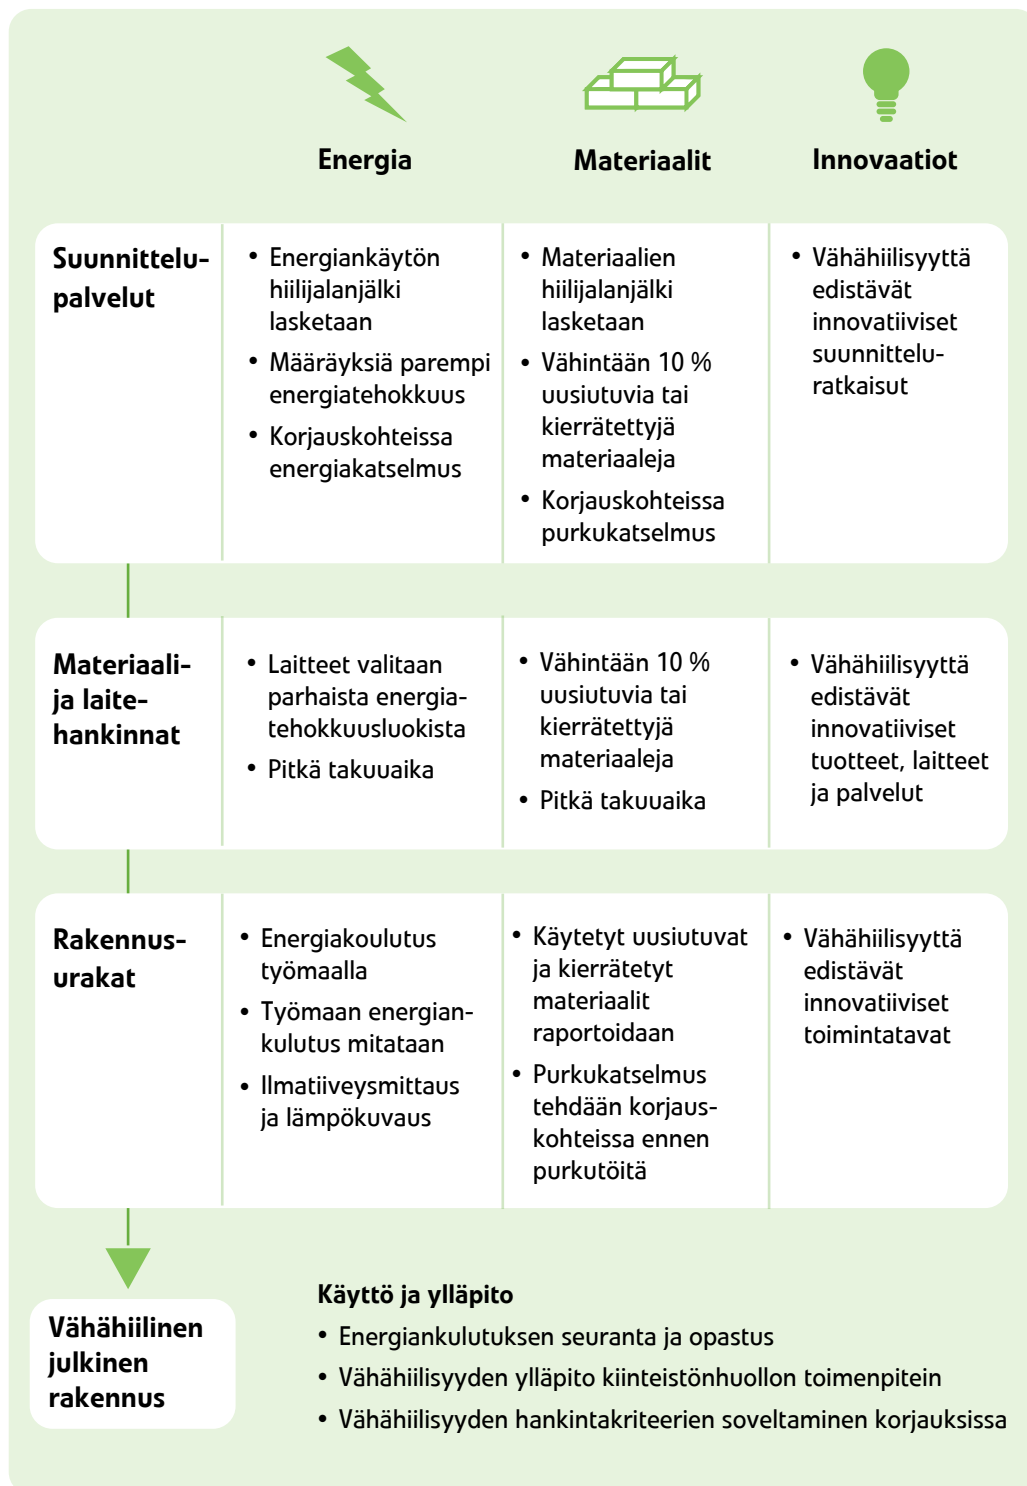 Energia
Materiaalit
Innovaatiot
Suunnittelu-
palvelut
• Energiankäytön
hiilijalanjälki
lasketaan
• Määräyksiä parempi
energiatehokkuus
• Korjauskohteissa
energiakatselmus
• Materiaalien
hiilijalanjälki
lasketaan
• Vähintään 10 %
uusiutuvia tai
kierrätettyjä
materiaaleja
• Korjauskohteissa
purkukatselmus
• Vähähiilisyyttä
edistävät
innovatiiviset
suunnittelu-
ratkaisut
Materiaali-
ja laite-
hankinnat
• Laitteet valitaan
parhaista energia-
tehokkuusluokista
• Pitkä takuuaika
• Vähintään 10 %
uusiutuvia tai
kierrätettyjä
materiaaleja
• Pitkä takuuaika
• Vähähiilisyyttä
edistävät
innovatiiviset
tuotteet, laitteet
ja palvelut
Rakennus-
urakat
• Energiakoulutus
työmaalla
• Työmaan energian-
kulutus mitataan
• Ilmatiiveysmittaus
ja lämpökuvaus
• Käytetyt uusiutuvat
ja kierrätetyt
materiaalit
raportoidaan
• Purkukatselmus
tehdään korjaus-
kohteissa ennen
purkutöitä
• Vähähiilisyyttä
edistävät
innovatiiviset
toimintatavat
Vähähiilinen
julkinen
rakennus
Käyttö ja ylläpito
• Energiankulutuksen seuranta ja opastus
• Vähähiilisyyden ylläpito kiinteistönhuollon toimenpitein
• Vähähiilisyyden hankintakriteerien soveltaminen korjauksissa